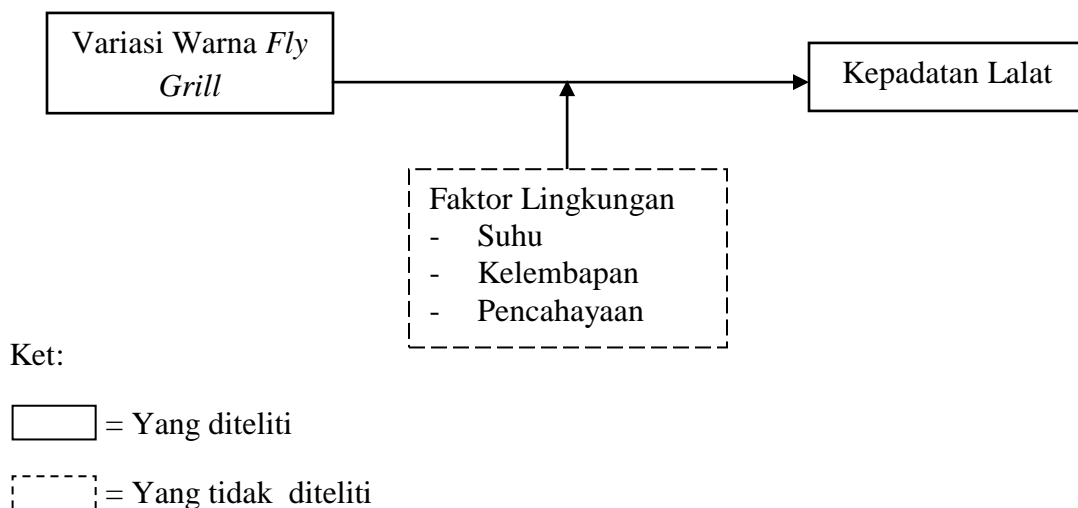 Variasi Warna Fly
Grill
Kepadatan Lalat
Faktor Lingkungan
- Suhu
- Kelembapan
- Pencahayaan
Ket:
= Yang diteliti
= Yang tidak diteliti